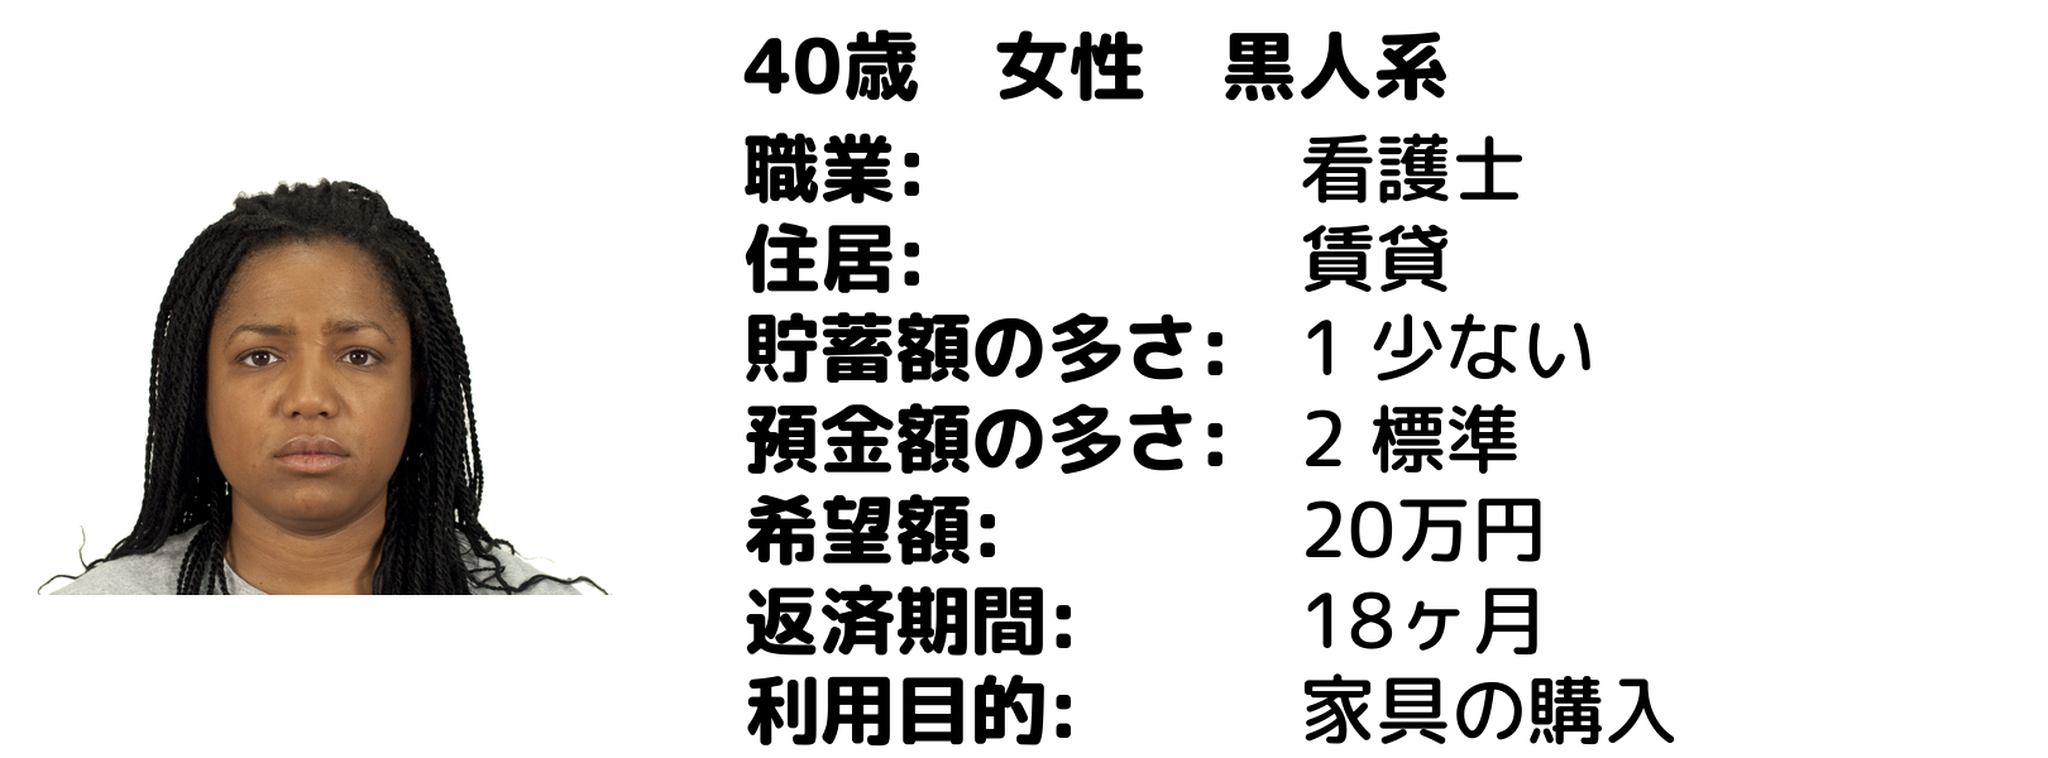 40歳　女性　黒人系
職業: 看護士
住居: 賃貸
貯蓄額の多さ: 1 少ない
預金額の多さ: 2 標準
希望額: 20万円
返済期間: 18ヶ月
利用目的: 家具の購入